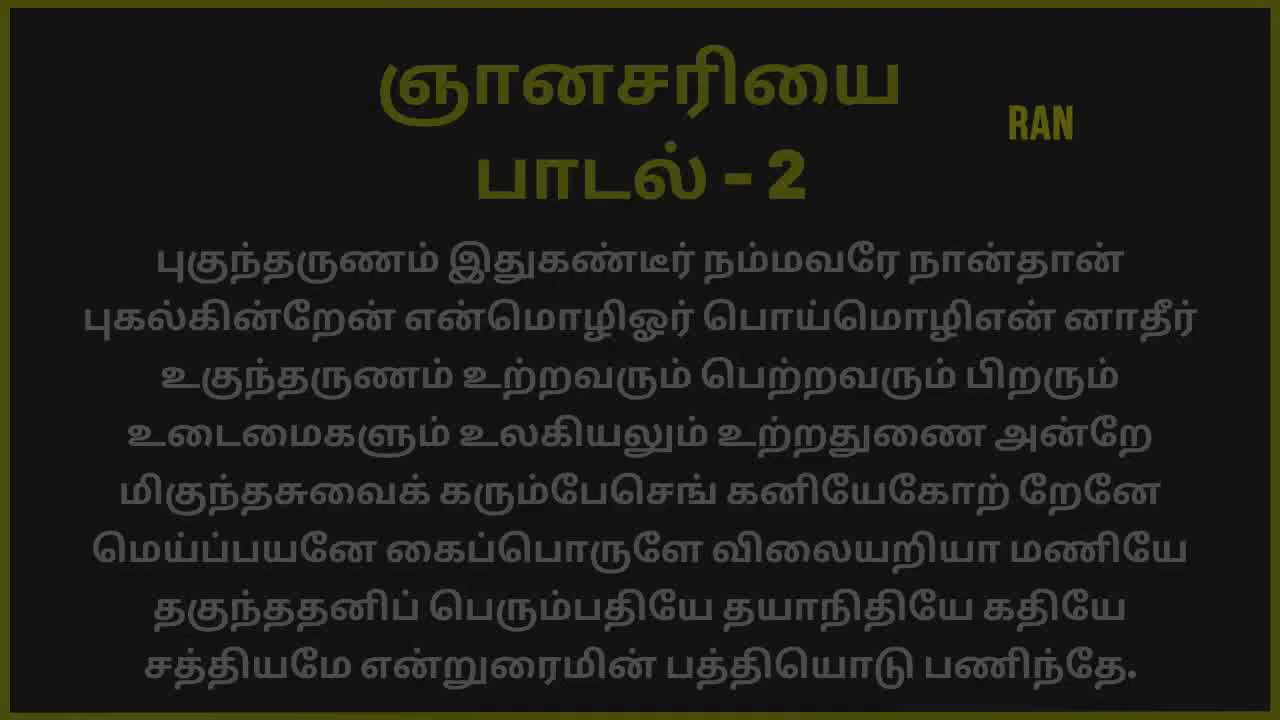 ஞானசரியை
RAN
பாடல் - 2
புகுந்தருணம் இதுகண்டீர் நம்மவரே நான்தான்
புகல்கின்றேன் என்மொழிஓர் பொய்மொழிஎன் னாதீர்
உகுந்தருணம் உற்றவரும் பெற்றவரும் பிறரும்
உடைமைகளும் உலகியலும் உற்றதுணை அன்றே
மிகுந்தசுவைக் கரும்பேசெங் கனியேகோற் றேனே
மெய்ப்பயனே கைப்பொருளே விலையறியா மணியே
தகுந்ததனிப் பெரும்பதியே தயாநிதியே கதியே
சத்தியமே என்றுரைமின் பத்தியொடு பணிந்தே.